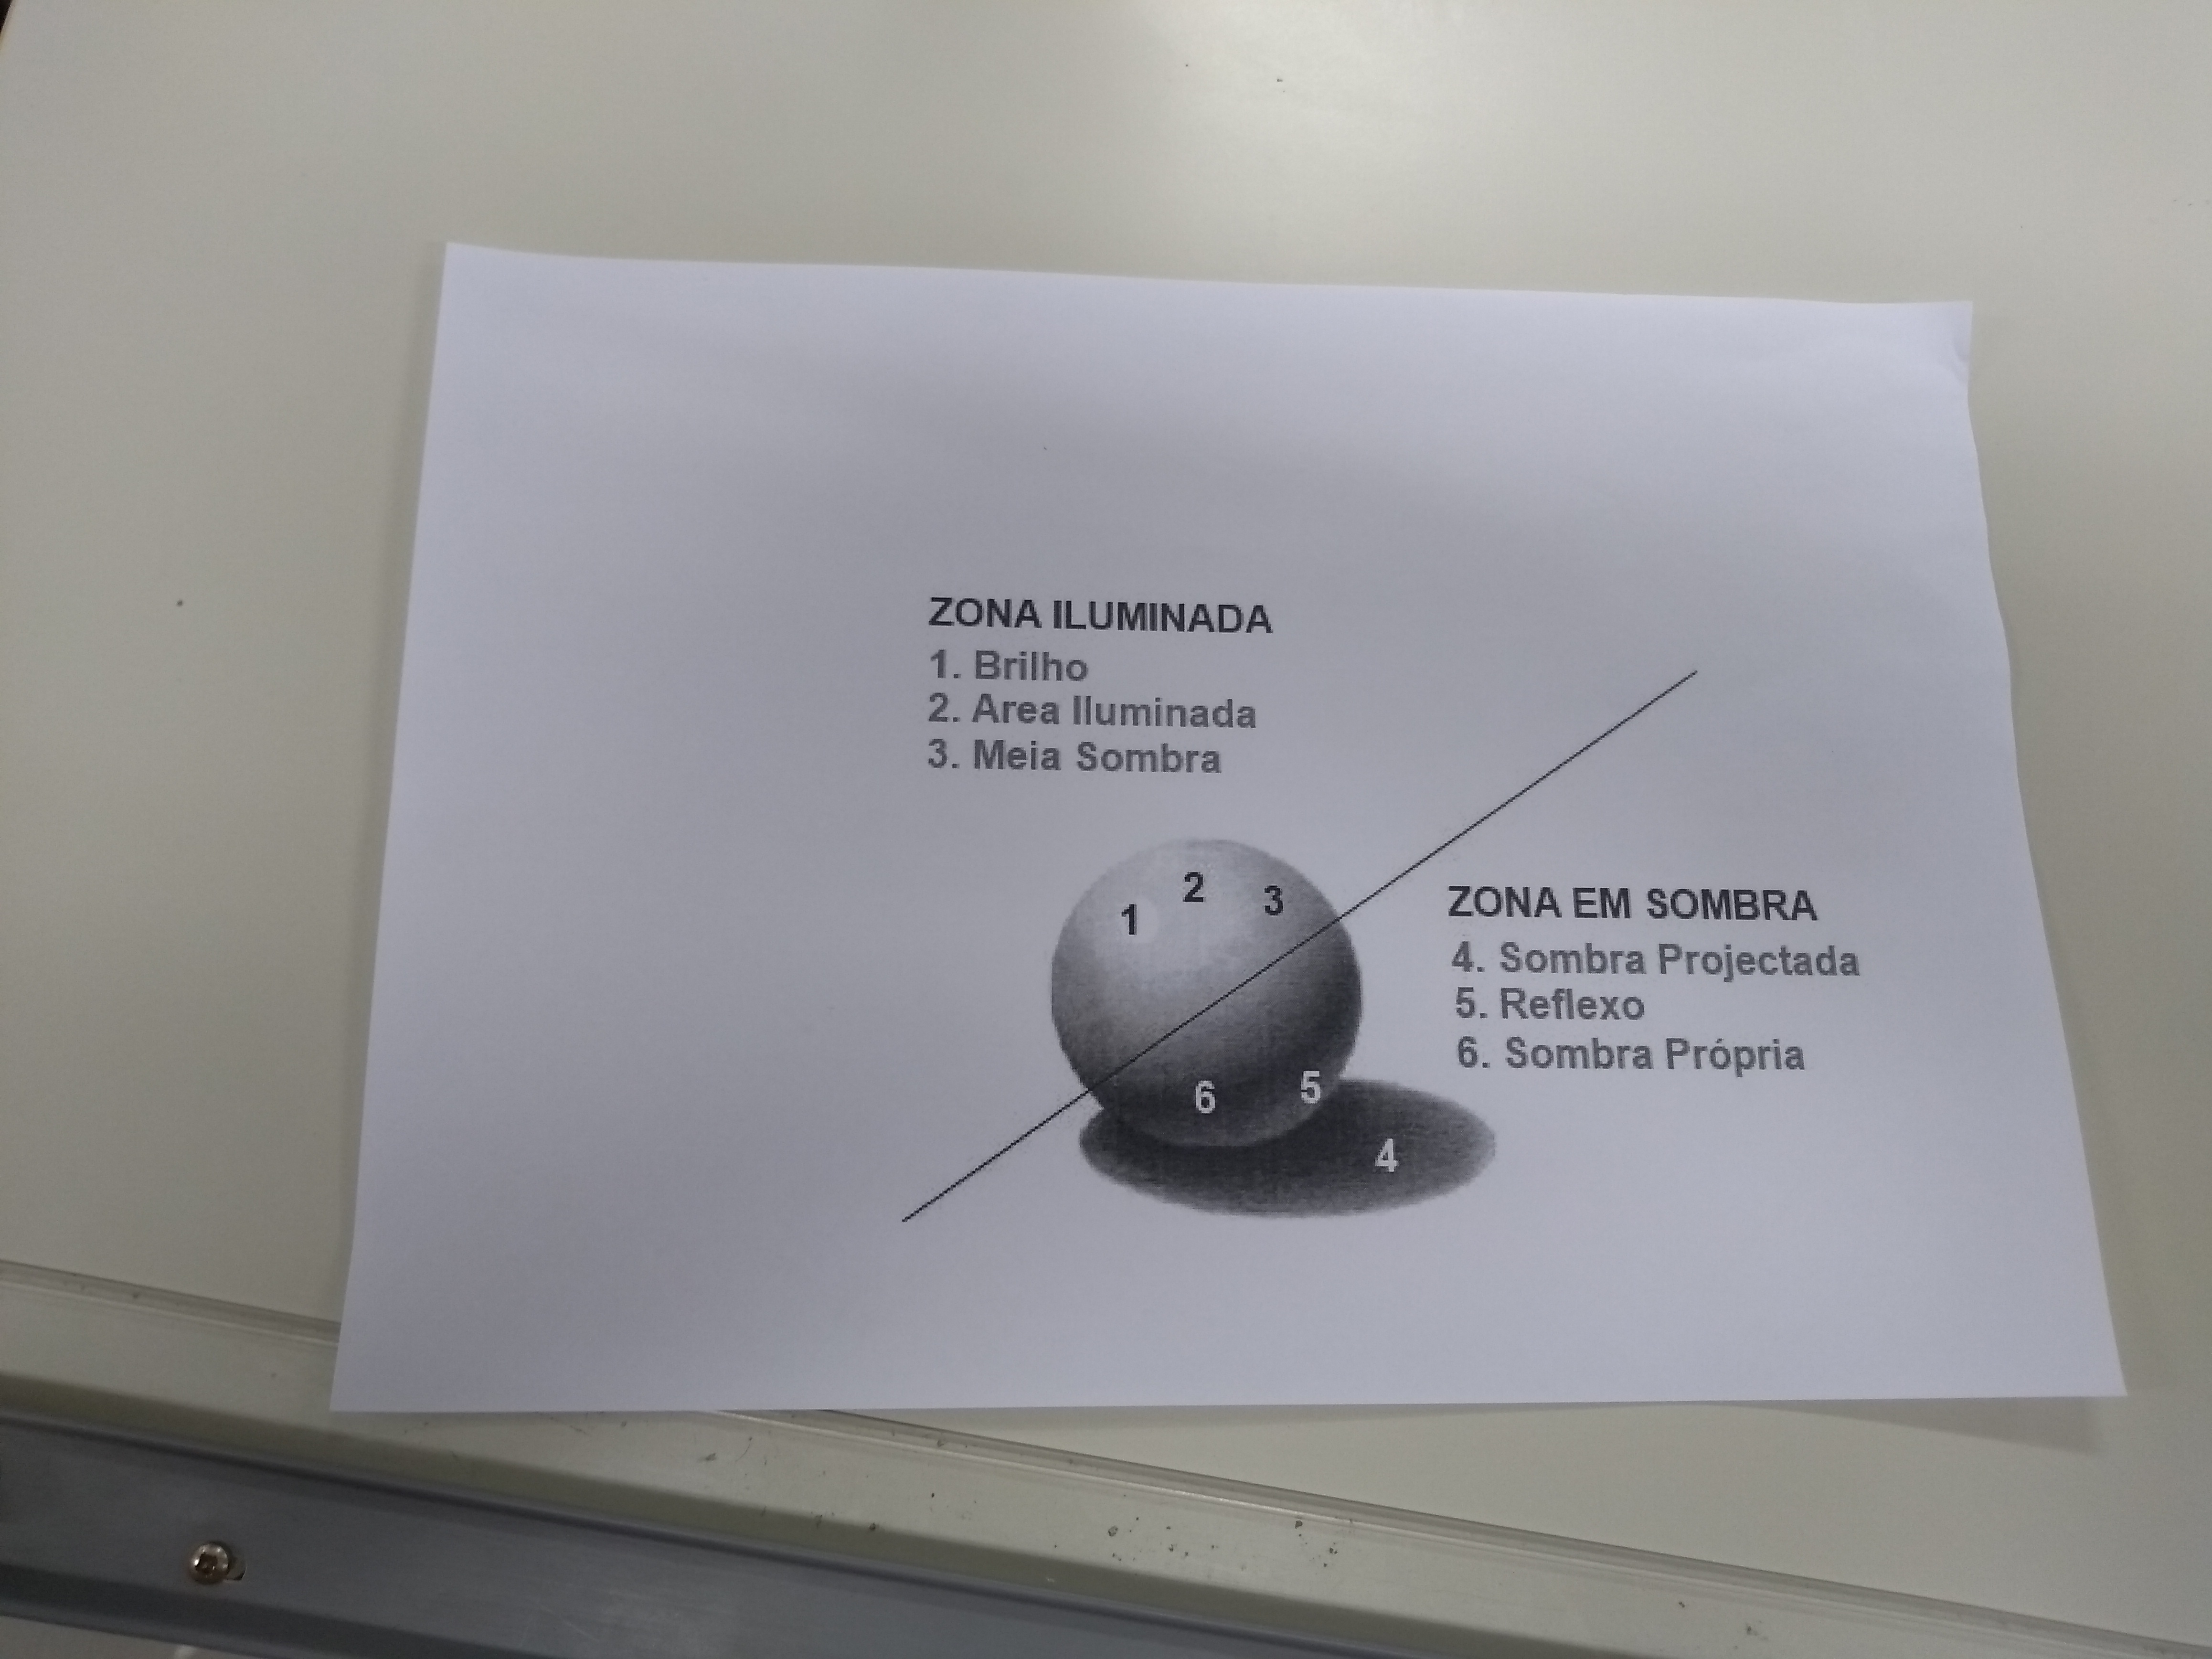 ZONA ILUMINADA
1. Brilho
2. Area Iluminada
3. Meia Sombra
2
3
1
ZONA EM SOMBRA
4. Sombra Projectada
5. Reflexo
6. Sombra Própria
6
5
4